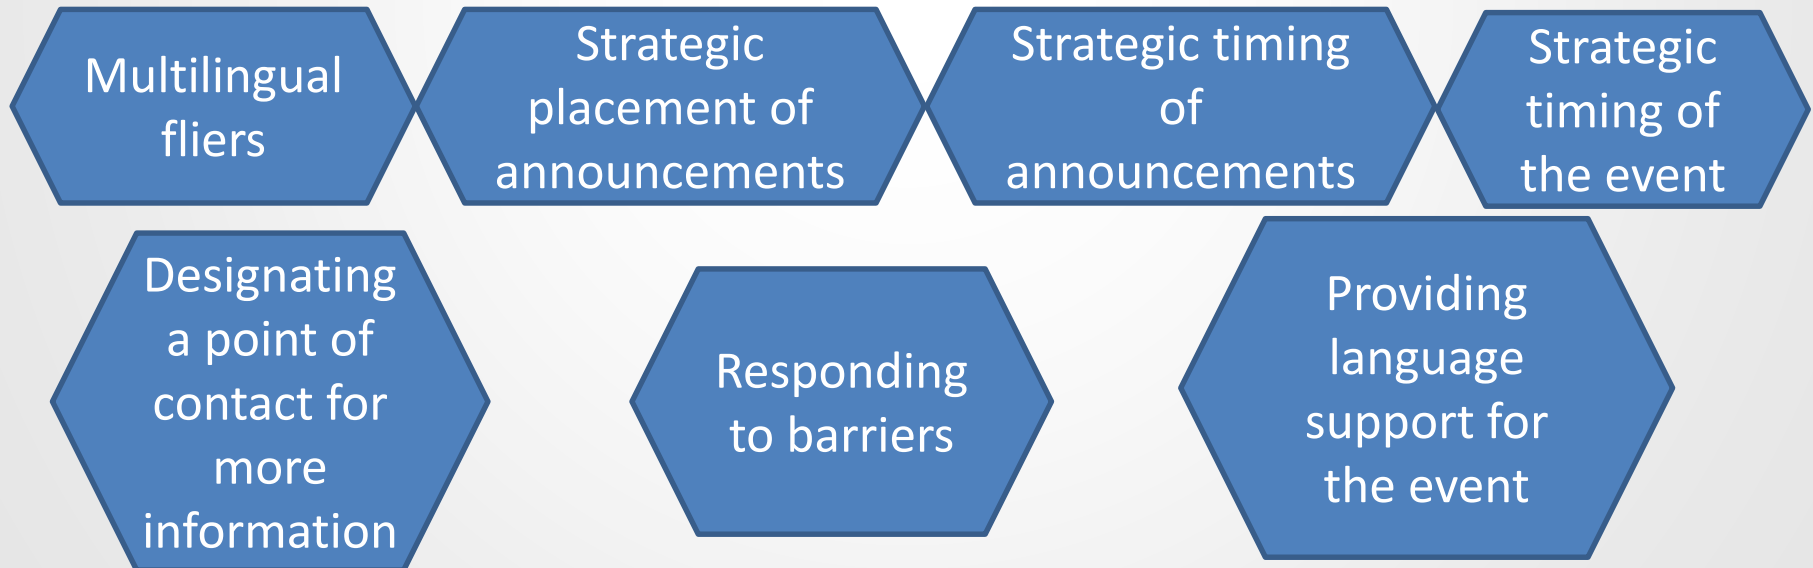 Multilingual
fliers
Strategic
placement of
announcements
Strategic timing
of
announcements
Strategic
timing of
the event
Designating
a point of
contact for
more
information
Responding
to barriers
Providing
language
support for
the event